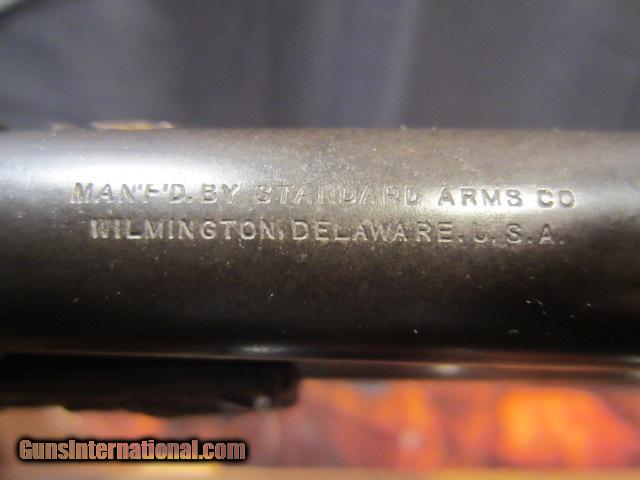 MAN'F'D. BY STANDARD ARMS CO
WILMINGTON, DELAWARE. U.S.A.
GunsInternational.com